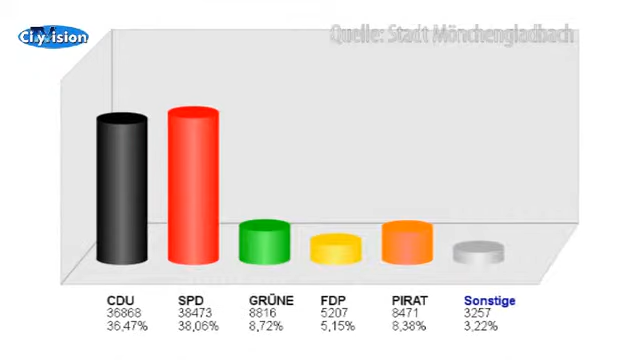 CityVision
Quelle: Stadt Mönchengladbach
CDU SPD GRÜNE FDP PIRAT Sonstige
36868 38473 8816 5207 8471 3257
36,47% 38,06% 8,72% 5,15% 8,38% 3,22%